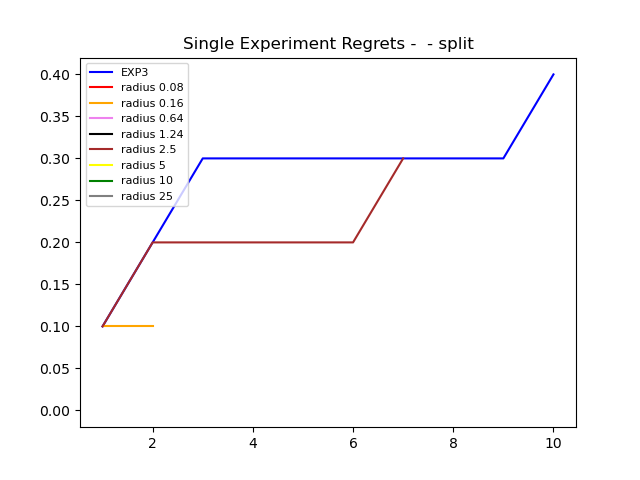 Single Experiment Regrets -  - split
0.40
0.35
0.30
0.25
0.20
0.15
0.10
0.05
0.00
EXP3
radius 0.08
radius 0.16
radius 0.64
radius 1.24
radius 2.5
radius 5
radius 10
radius 25
2 4 6 8 10